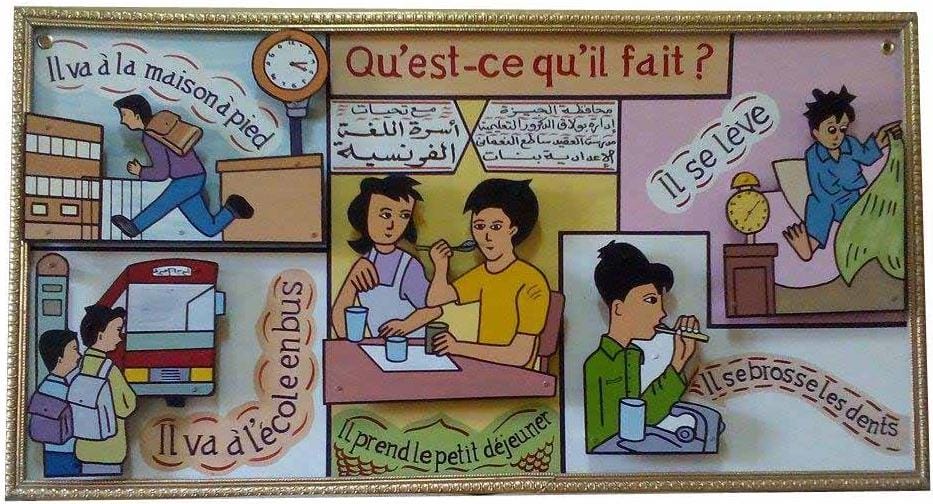 Qu'est-ce qu'il fait ?
Il va à la maison à pied
محافظة الجيزة
إدارة بولاق الدكرور التعليمية
مدرسة العقيد ساطع النعمانى
الإعدادية بنات
مع تحيات
أسرة اللغة
الفرنسية
Il se lève
Il va à l'école en bus
Il prend le petit déjeuner
Il se brosse les dents